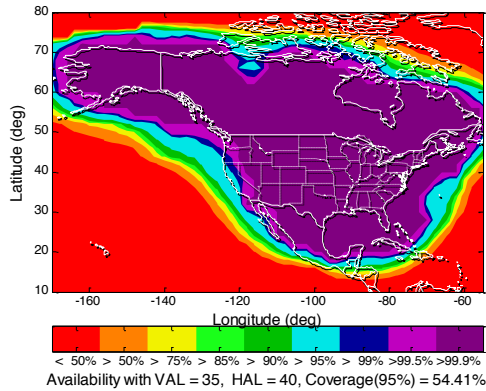 80
70
60
50
40
30
20
10
Latitude (deg)
-160 -140 -120 -100 -80 -60
Longitude (deg)
< 50% > 50% > 75% > 85% > 90% > 95% > 99% >99.5% >99.9%
Availability with VAL = 35, HAL = 40, Coverage(95%) = 54.41%